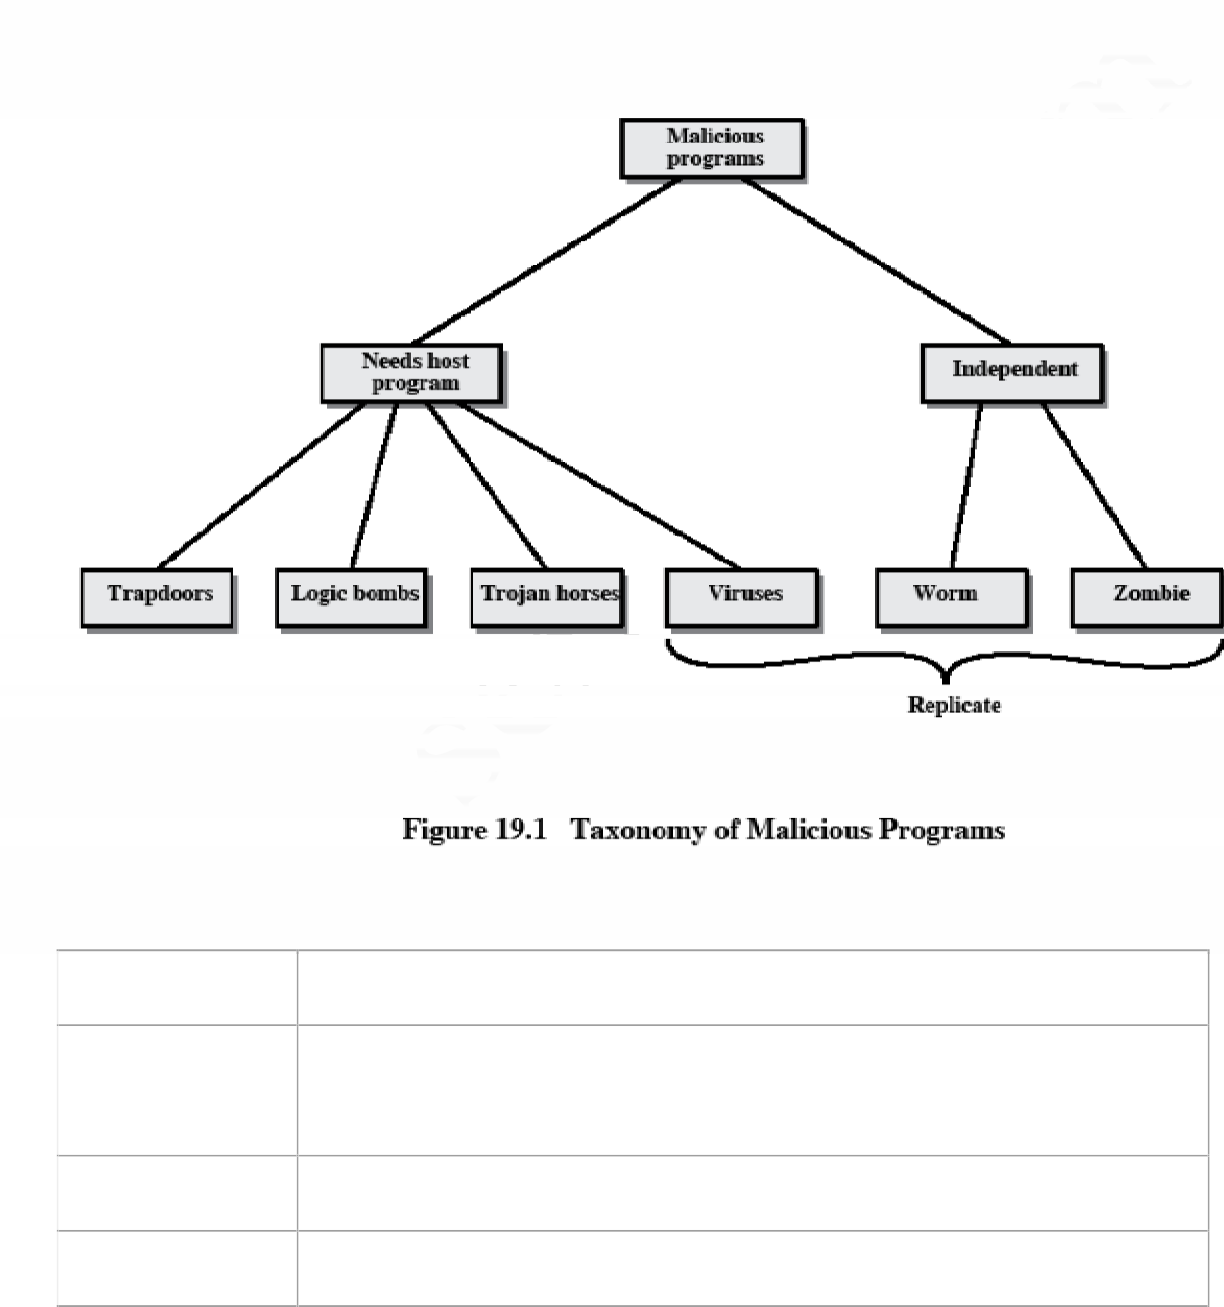 Malicious
programs
Needs host
program
Independent
Trapdoors
Logic bombs
Trojan horses
Viruses
Worm
Zombie
Replicate
Figure 19.1 Taxonomy of Malicious Programs